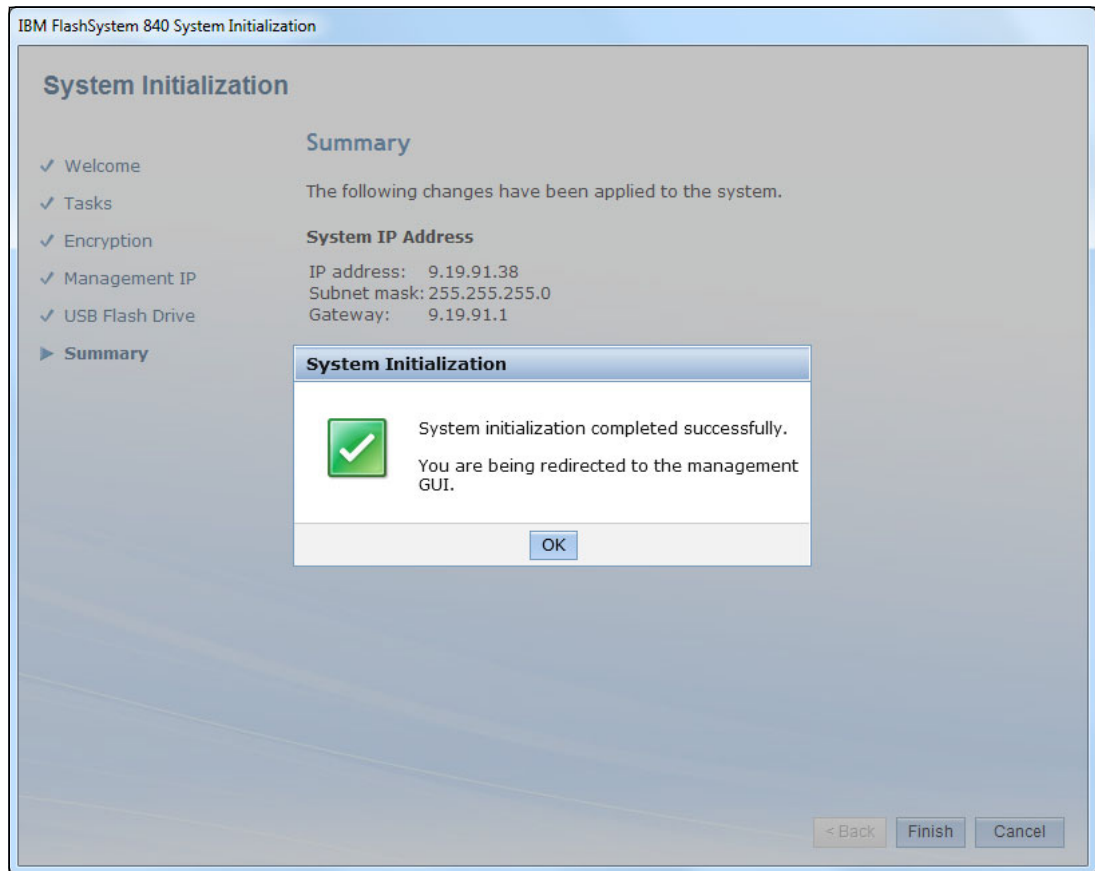 IBM FlashSystem 840 System Initialization
System Initialization
Welcome
Tasks
Encryption
Management IP
USB Flash Drive
Summary
Summary
The following changes have been applied to the system.
System IP Address
IP address: 9.19.91.38
Subnet mask: 255.255.255.0
Gateway: 9.19.91.1
System Initialization
System initialization completed successfully.
You are being redirected to the management
GUI.
OK
< Back Finish Cancel